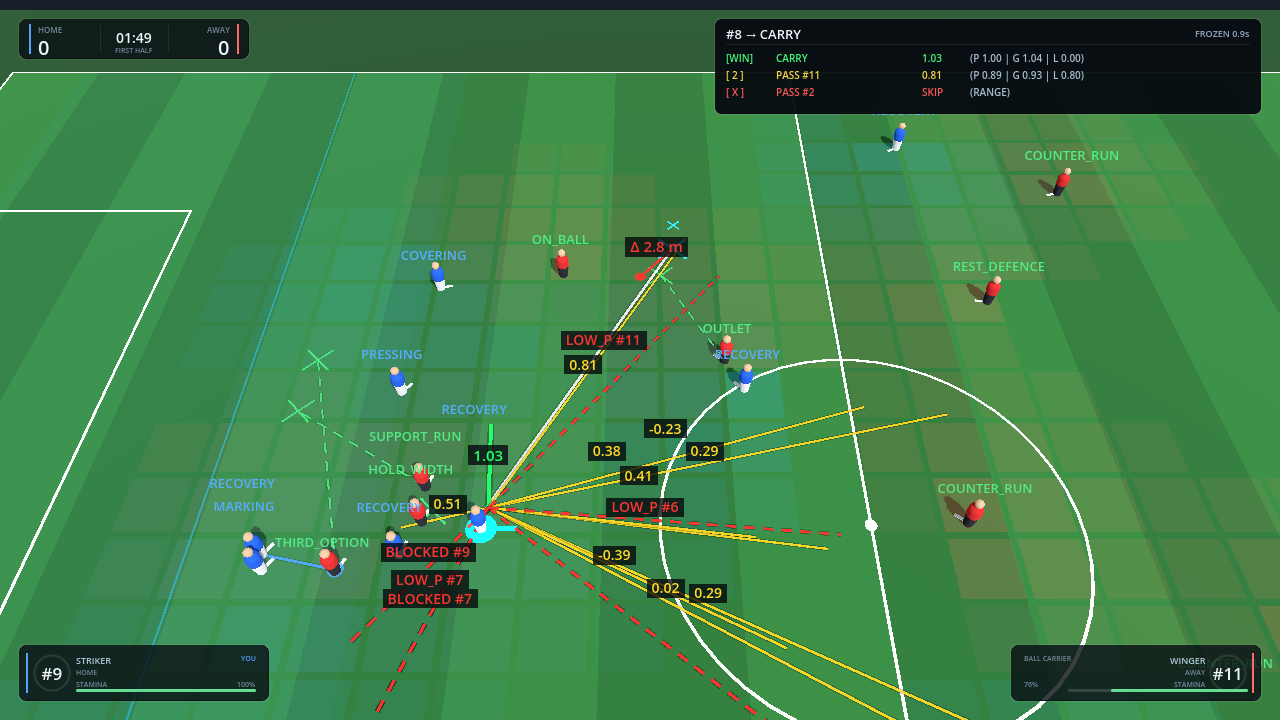 HOME
0
01:49
FIRST HALF
AWAY
0
#8 → CARRY
FROZEN 0.9s
[WIN] CARRY 1.03 (P 1.00 | G 1.04 | L 0.00)
[ 2 ] PASS #11 0.81 (P 0.89 | G 0.93 | L 0.80)
[ X ] PASS #2 SKIP (RANGE)
COUNTER_RUN
ON_BALL
Δ 2.8 m
COVERING
REST_DEFENCE
OUTLET
LOW_P #11
RECOVERY
PRESSING
0.81
RECOVERY
-0.23
SUPPORT_RUN
0.38
0.29
1.03
HOLD_WIDTH
0.41
RECOVERY
COUNTER_RUN
MARKING
RECOVERY
0.51
LOW_P #6
THIRD_OPTION
BLOCKED #9
-0.39
LOW_P #7
0.02
0.29
BLOCKED #7
#9
STRIKER
YOU
HOME
STAMINA
100%
BALL CARRIER
WINGER
AWAY
#11
76%
STAMINA